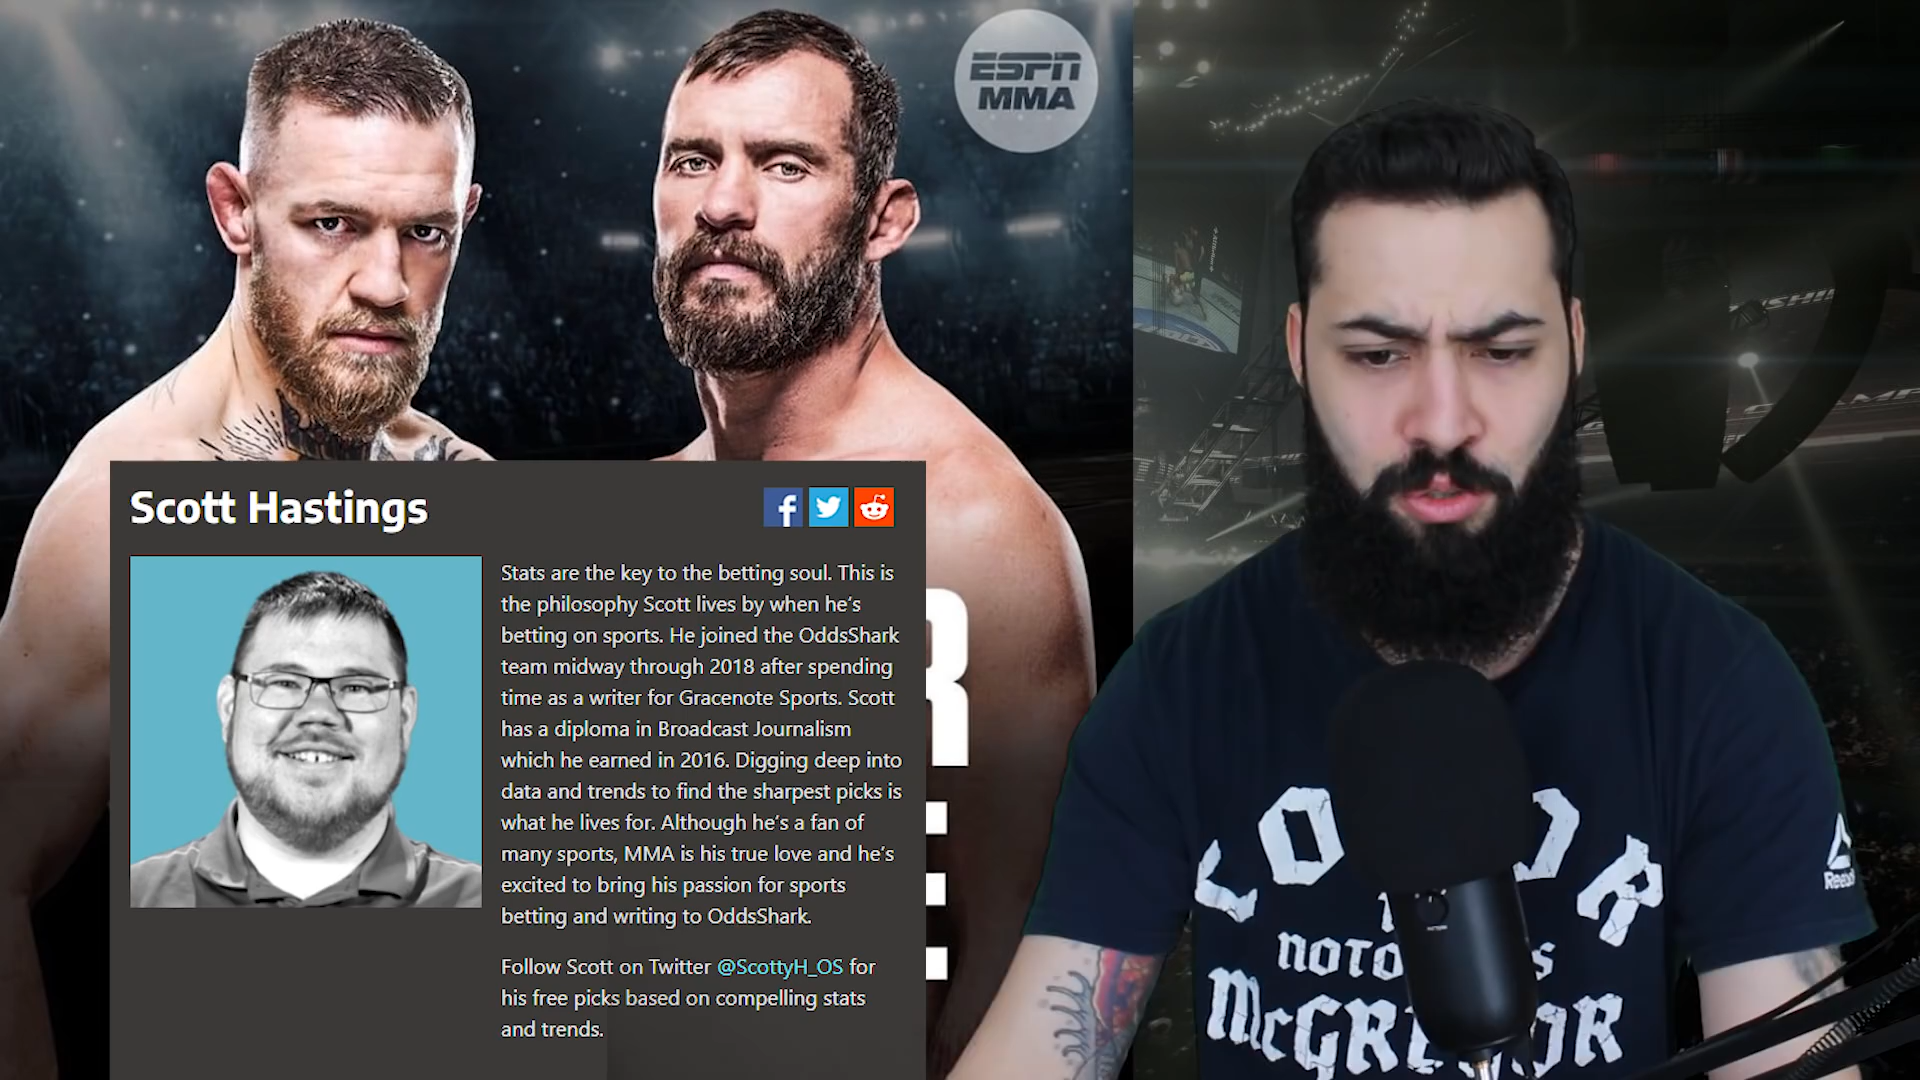 ESPN
MMA
Scott Hastings
Stats are the key to the betting soul. This is
the philosophy Scott lives by when he's
betting on sports. He joined the OddsShark
team midway through 2018 after spending
time as a writer for Gracenote Sports. Scott
has a diploma in Broadcast Journalism
which he earned in 2016. Digging deep into
data and trends to find the sharpest picks is
what he lives for. Although he's a fan of
many sports, MMA is his true love and he's
excited to bring his passion for sports
betting and writing to OddsShark.
Follow Scott on Twitter @ScottyH_OS for
his free picks based on compelling stats
and trends.
Reebok
McGREGOR